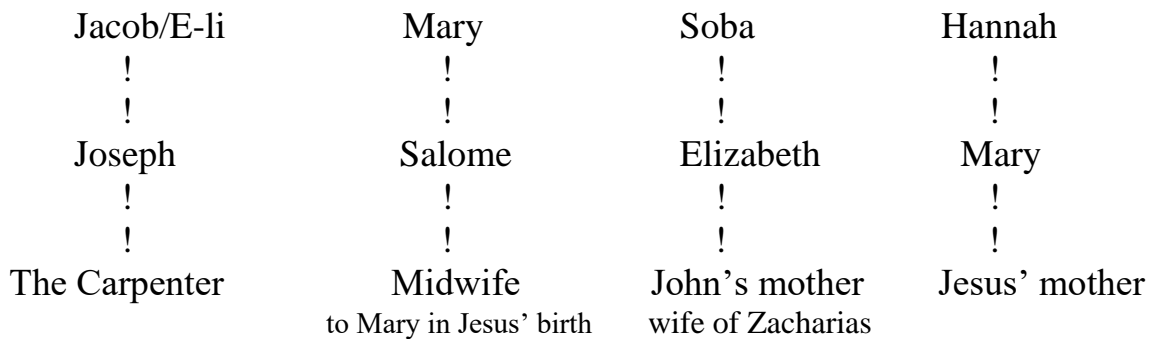 Jacob/E-li Mary Soba Hannah
! ! ! !
! ! ! !
Joseph Salome Elizabeth Mary
! ! ! !
! ! ! !
The Carpenter Midwife John’s mother Jesus’ mother
to Mary in Jesus’ birth wife of Zacharias